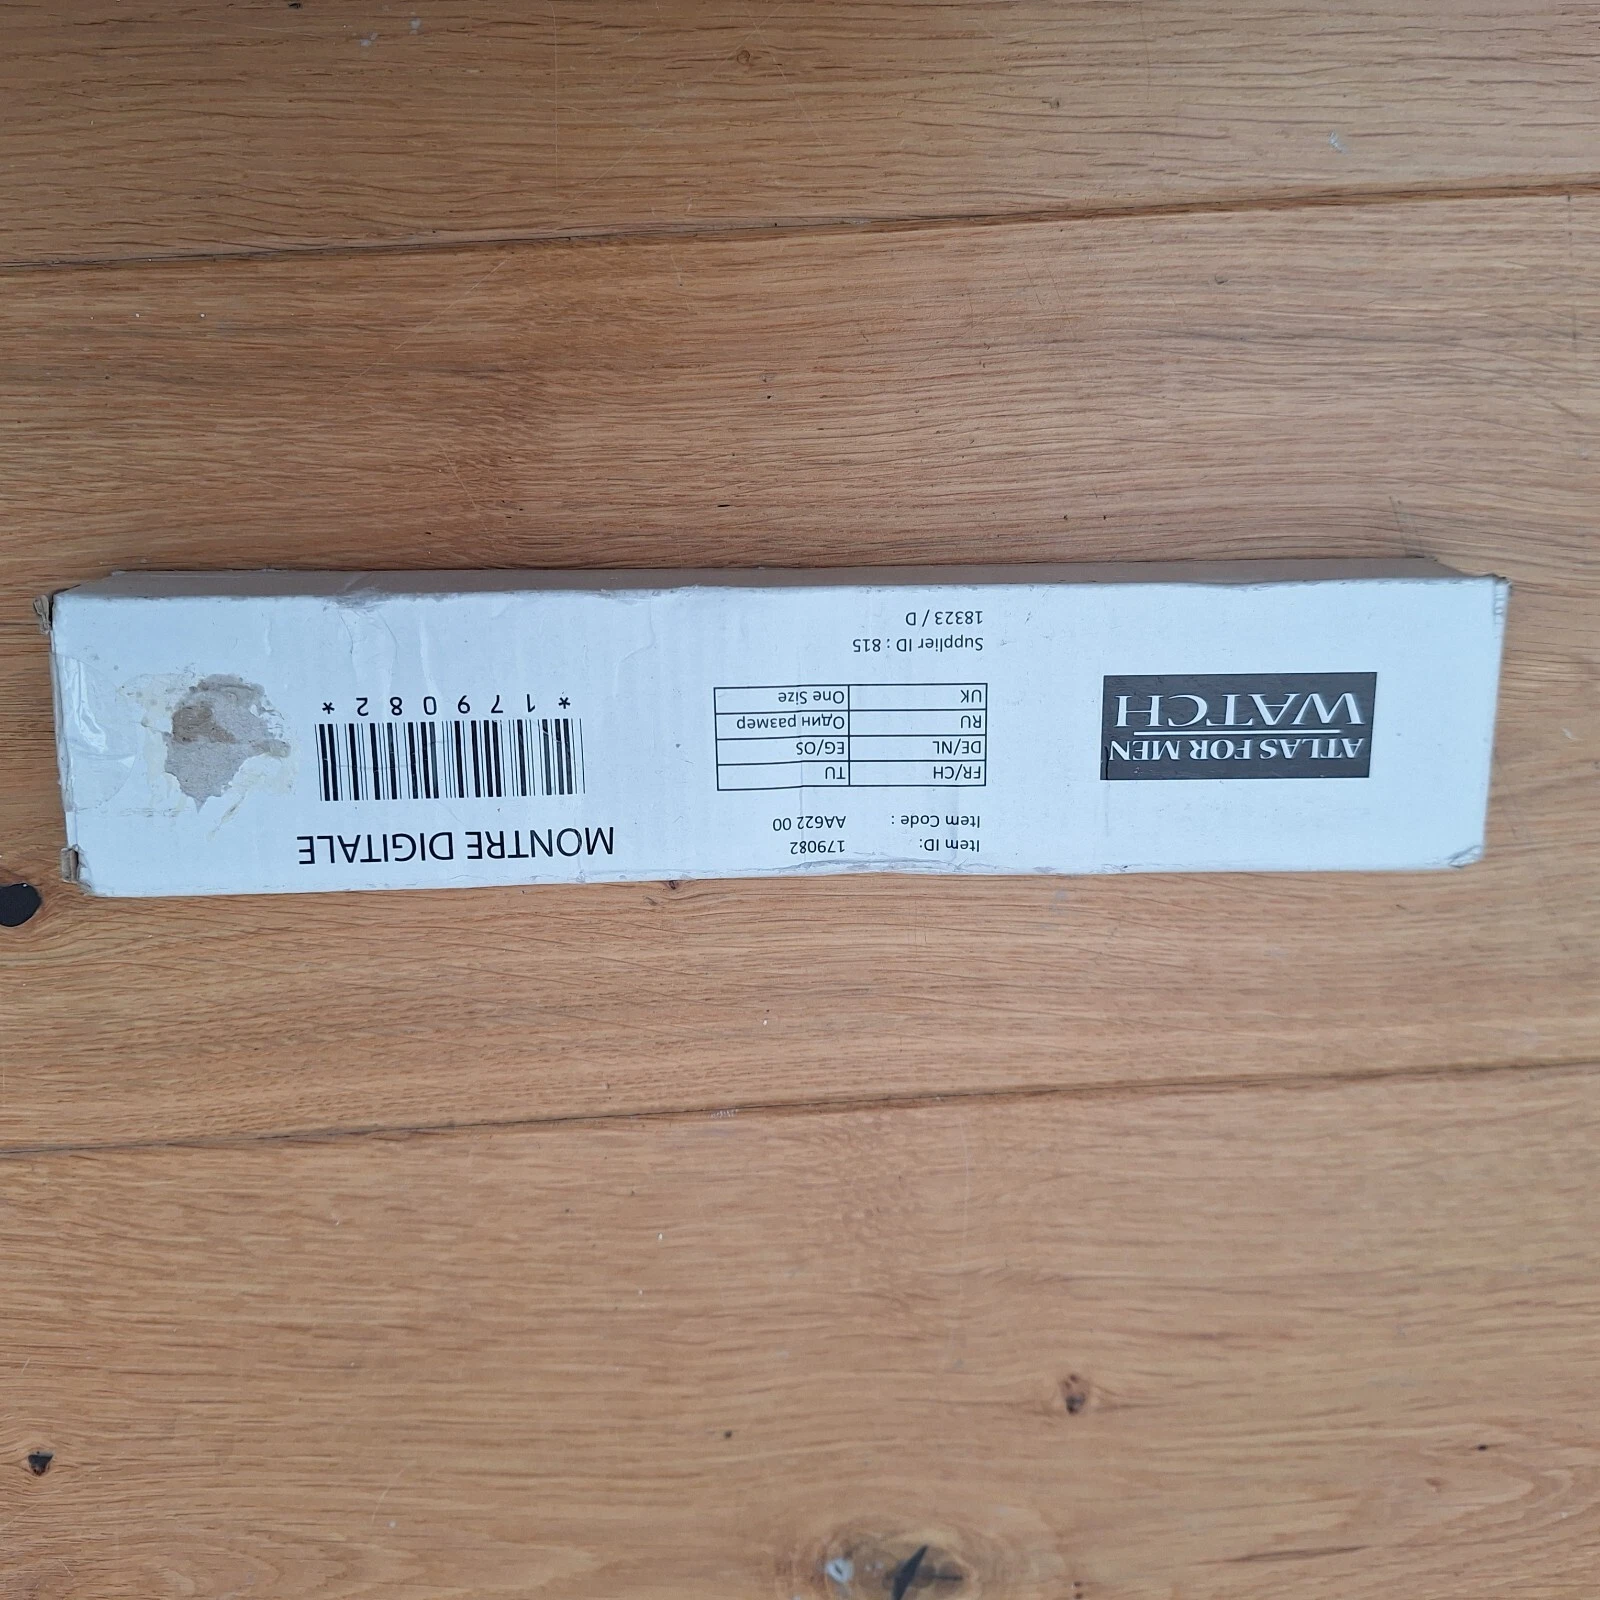 ATLAS FOR MEN
WATCH
Item ID: 179082
Item Code : AA622 00
FR/CH TU
DE/NL EG/OS
RU Один размер
UK One Size
Supplier ID : 815
18323 / D
MONTRE DIGITALE
*179082*